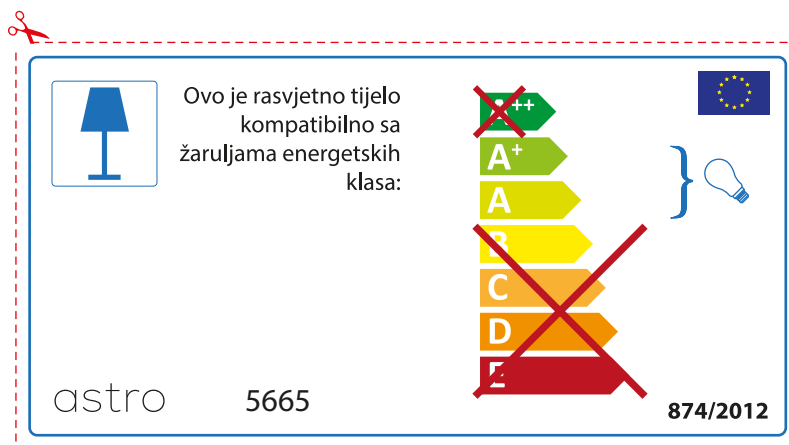 Ovo je rasvjetno tijelo
kompatibilno sa
žaruljama energetskih
klasa:
A++
A+
A
B
C
D
E
astro
5665
874/2012